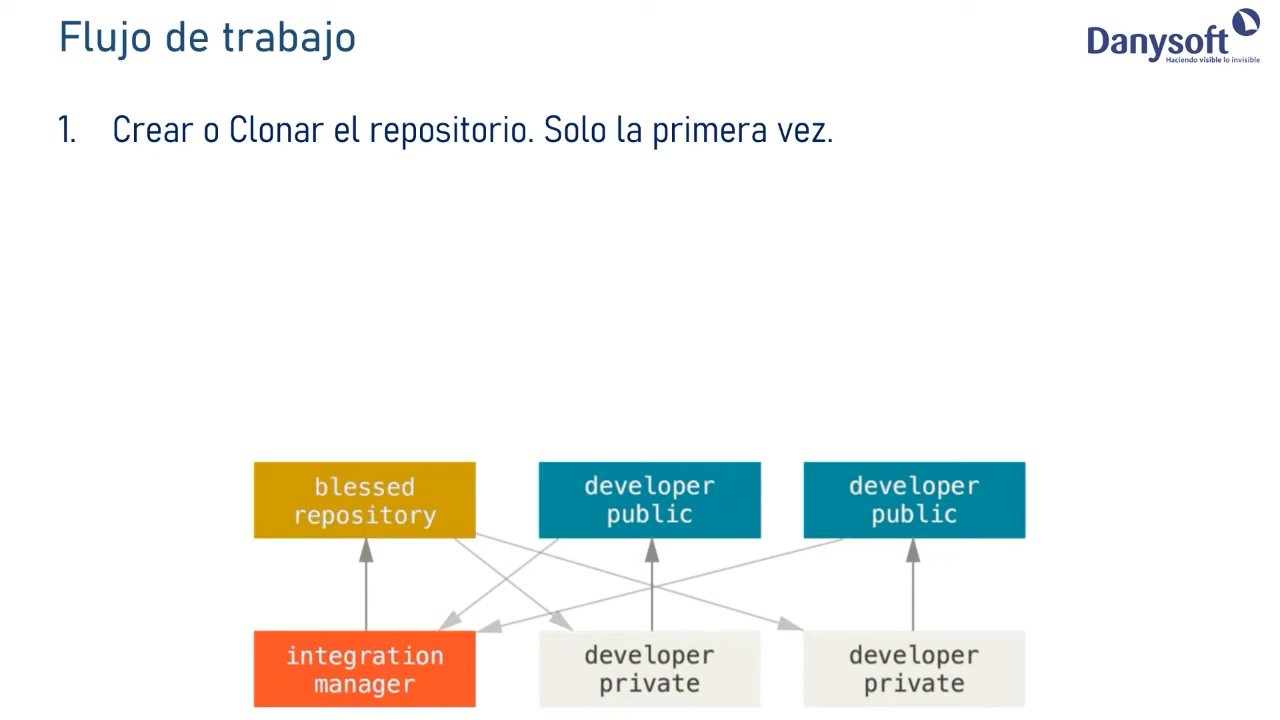 Flujo de trabajo
Danysoft
Haciendo visible lo invisible
1. Crear o Clonar el repositorio. Solo la primera vez.
blessed
repository
developer
public
developer
public
integration
manager
developer
private
developer
private